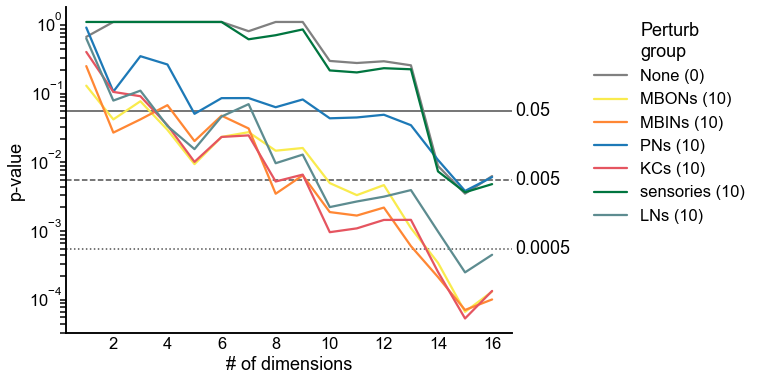 Perturb
group
None (0)
MBONs (10)
MBINs (10)
PNs (10)
KCs (10)
sensories (10)
LNs (10)
10⁰
10⁻¹
10⁻²
10⁻³
10⁻⁴
p-value
0.05
0.005
0.0005
2 4 6 8 10 12 14 16
# of dimensions